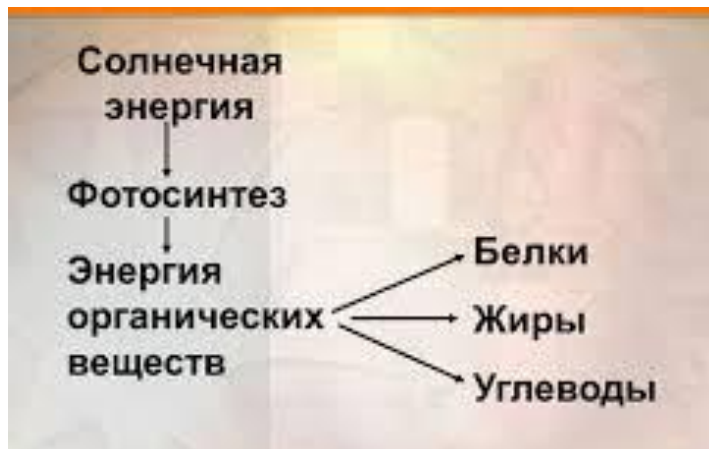 Солнечная
энергия
Фотосинтез
Энергия
органических
веществ
Белки
Жиры
Углеводы